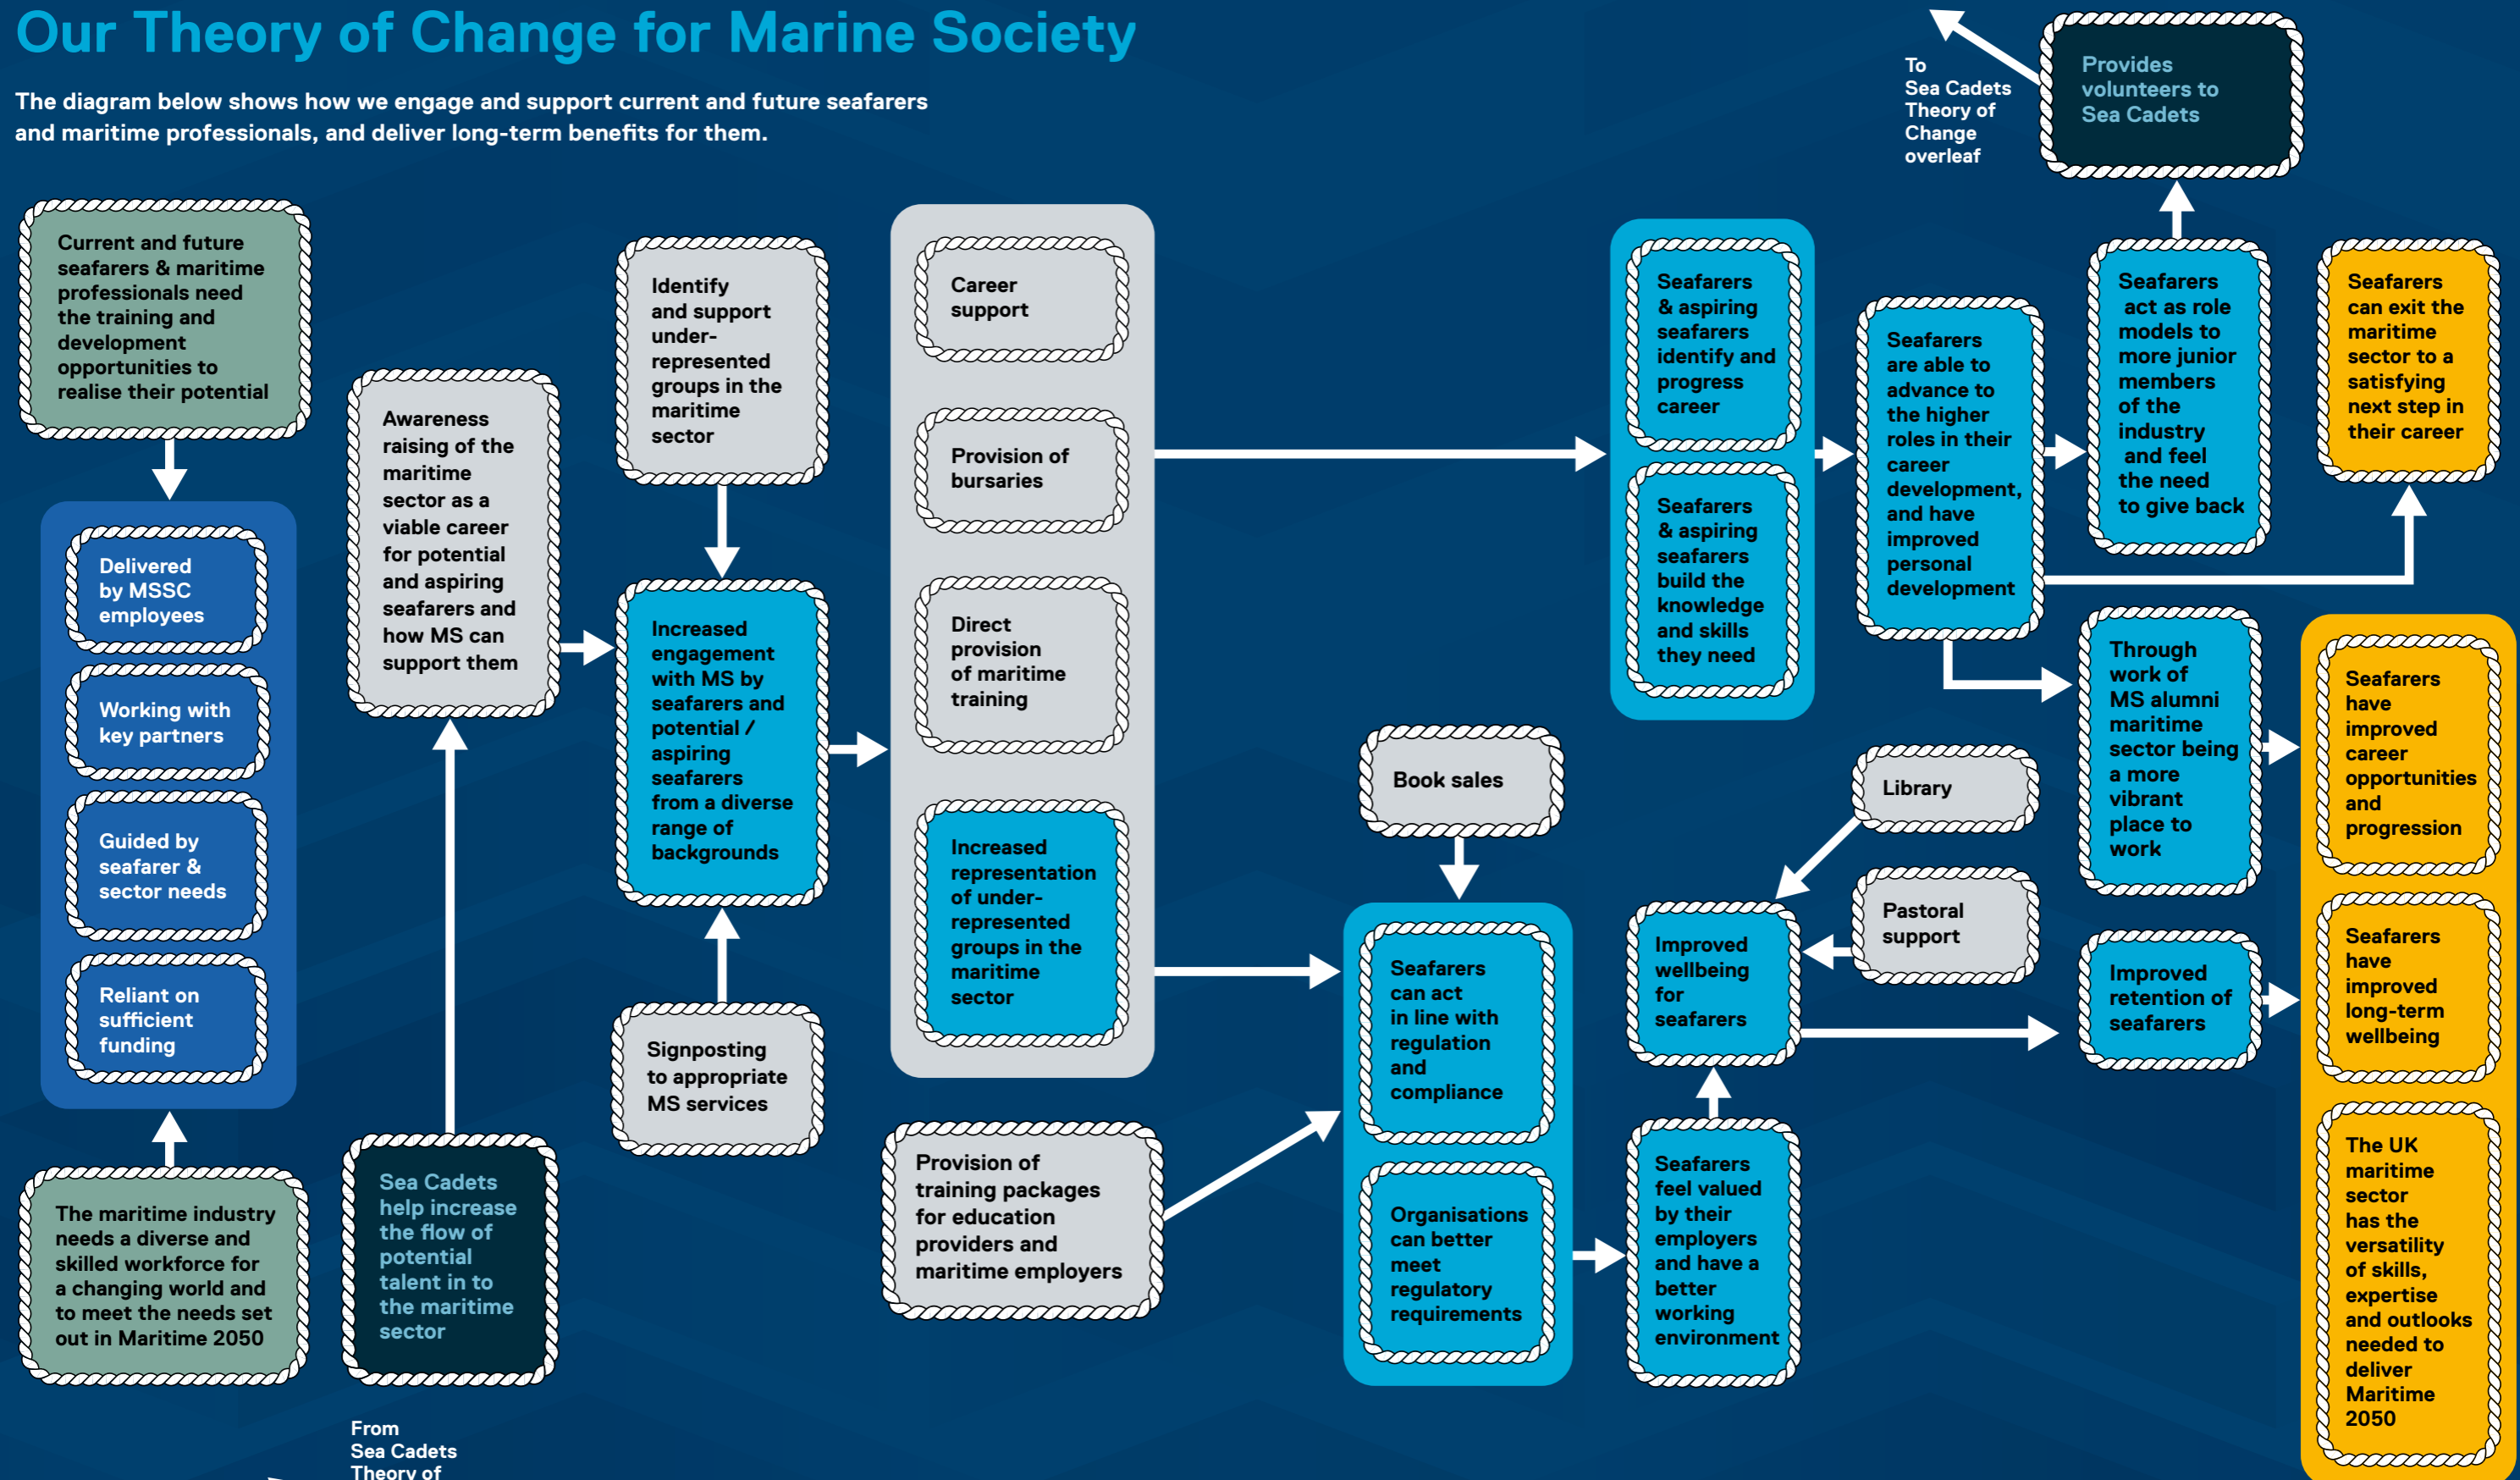 Our Theory of Change for Marine Society
The diagram below shows how we engage and support current and future seafarers
and maritime professionals, and deliver long-term benefits for them.
To
Sea Cadets
Theory of
Change
overleaf
Provides
volunteers to
Sea Cadets
Current and future
seafarers & maritime
professionals need
the training and
development
opportunities to
realise their potential
Delivered
by MSSC
employees
Working with
key partners
Guided by
seafarer &
sector needs
Reliant on
sufficient
funding
The maritime industry
needs a diverse and
skilled workforce for
a changing world and
to meet the needs set
out in Maritime 2050
Awareness
raising of the
maritime
sector as a
viable career
for potential
and aspiring
seafarers and
how MS can
support them
Sea Cadets
help increase
the flow of
potential
talent in to
the maritime
sector
From
Sea Cadets
Theory of
Identify
and support
under-
represented
groups in the
maritime
sector
Increased
engagement
with MS by
seafarers and
potential /
aspiring
seafarers
from a diverse
range of
backgrounds
Signposting
to appropriate
MS services
Career
support
Provision of
bursaries
Direct
provision
of maritime
training
Increased
representation
of under-
represented
groups in the
maritime
sector
Provision of
training packages
for education
providers and
maritime employers
Book sales
Seafarers
can act
in line with
regulation
and
compliance
Organisations
can better
meet
regulatory
requirements
Seafarers
& aspiring
seafarers
identify and
progress
career
Seafarers
& aspiring
seafarers
build the
knowledge
and skills
they need
Improved
wellbeing
for
seafarers
Seafarers
feel valued
by their
employers
and have a
better
working
environment
Seafarers
are able to
advance to
the higher
roles in their
career
development,
and have
improved
personal
development
Library
Pastoral
support
Seafarers
act as role
models to
more junior
members
of the
industry
and feel
the need
to give back
Through
work of
MS alumni
maritime
sector being
a more
vibrant
place to
work
Improved
retention of
seafarers
Seafarers
can exit the
maritime
sector to a
satisfying
next step in
their career
Seafarers
have
improved
career
opportunities
and
progression
Seafarers
have
improved
long-term
wellbeing
The UK
maritime
sector
has the
versatility
of skills,
expertise
and outlooks
needed to
deliver
Maritime
2050